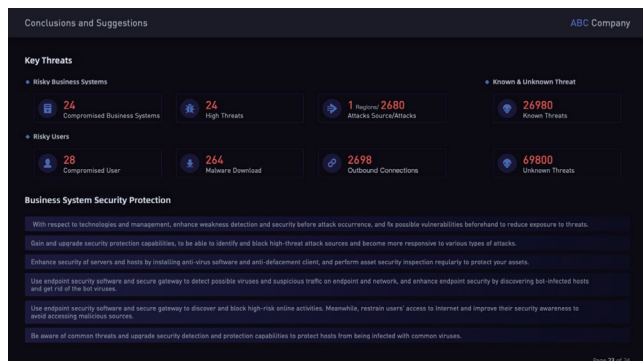 Conclusions and Suggestions
ABC Company
Key Threats
Risky Business Systems
Known & Unknown Threat
24
Compromised Business Systems
24
High Threats
1 Regions/ 2680
Attacks Source/Attacks
26980
Known Threats
Risky Users
28
Compromised User
264
Malware Download
2698
Outbound Connections
69800
Unknown Threats
Business System Security Protection
With respect to technologies and management, enhance weakness detection and security before attack occurrence, and fix possible vulnerabilities beforehand to reduce exposure to threats.
Gain and upgrade security protection capabilities, to be able to identify and block high-threat attack sources and become more responsive to various types of attacks.
Enhance security of servers and hosts by installing anti-virus software and anti-defacement client, and perform asset security inspection regularly to protect your assets.
Use endpoint security software and secure gateway to detect possible viruses and suspicious traffic on endpoint and network, and enhance endpoint security by discovering bot-infected hosts
and get rid of the bot viruses.
Use endpoint security software and secure gateway to discover and block high-risk online activities. Meanwhile, restrain users' access to Internet and improve their security awareness to
avoid accessing malicious sources.
Be aware of common threats and upgrade security detection and protection capabilities to protect hosts from being infected with common viruses.
Page 23 of 24